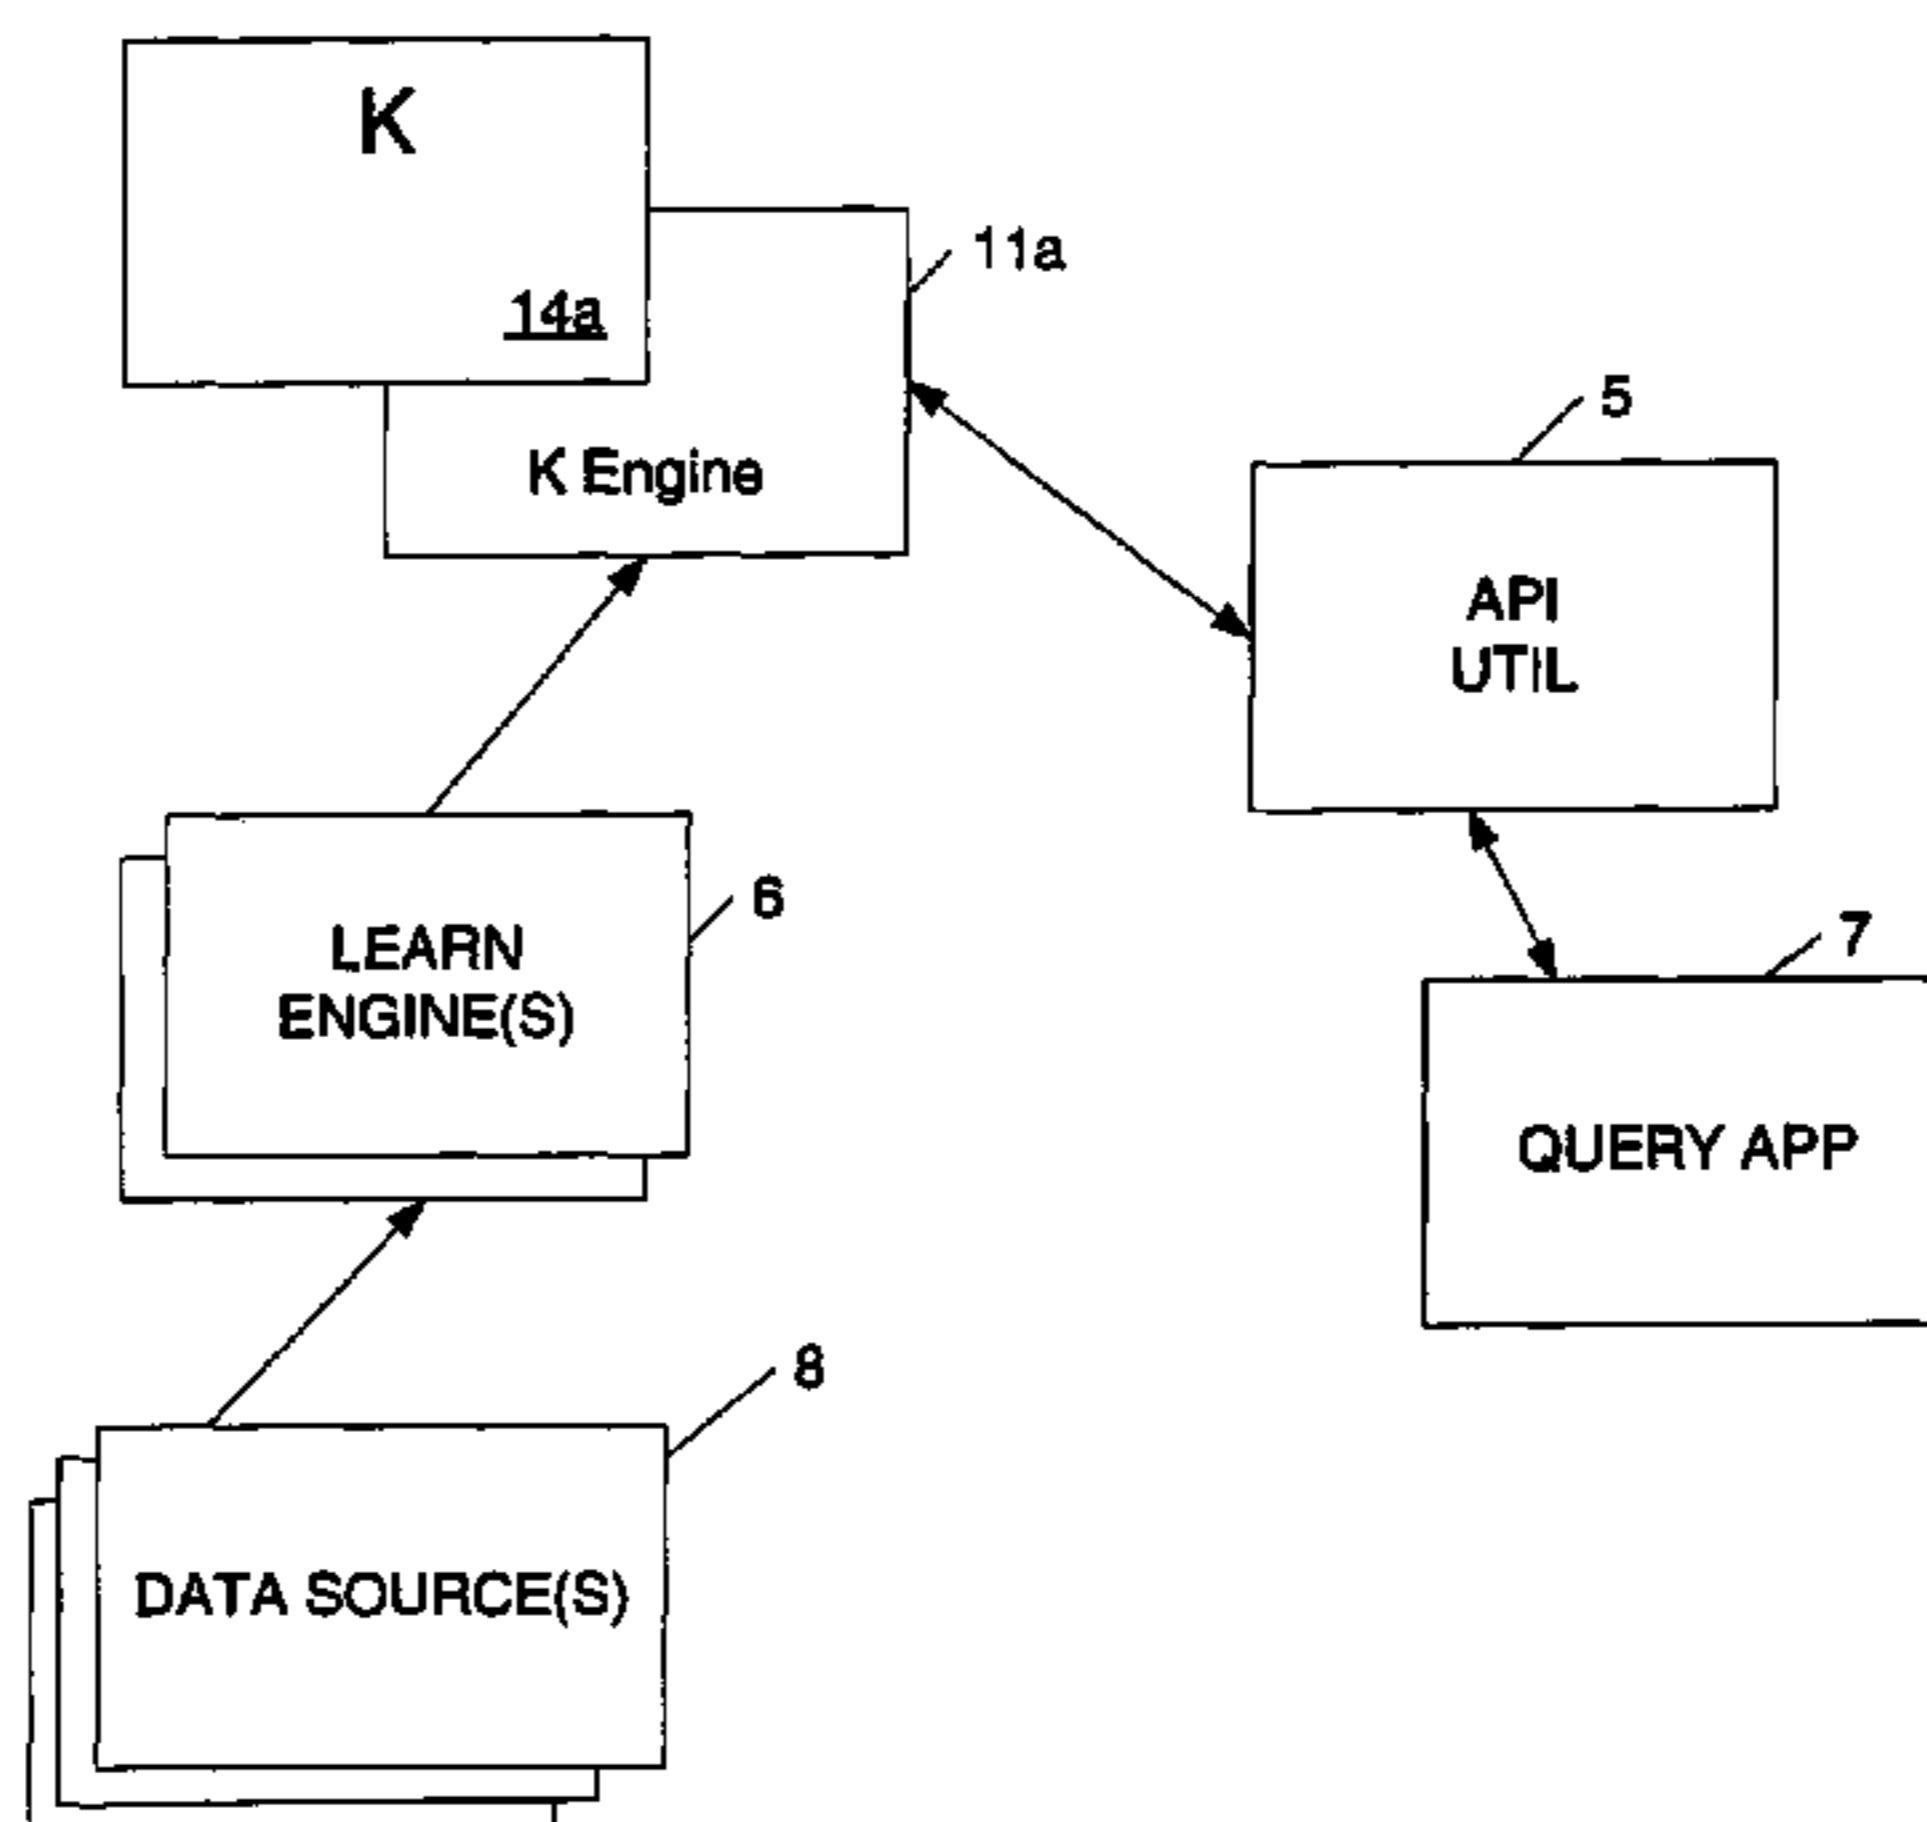 K
14a
11a
K Engine
5
API
UTIL
6
LEARN
ENGINE(S)
7
QUERY APP
8
DATA SOURCE(S)